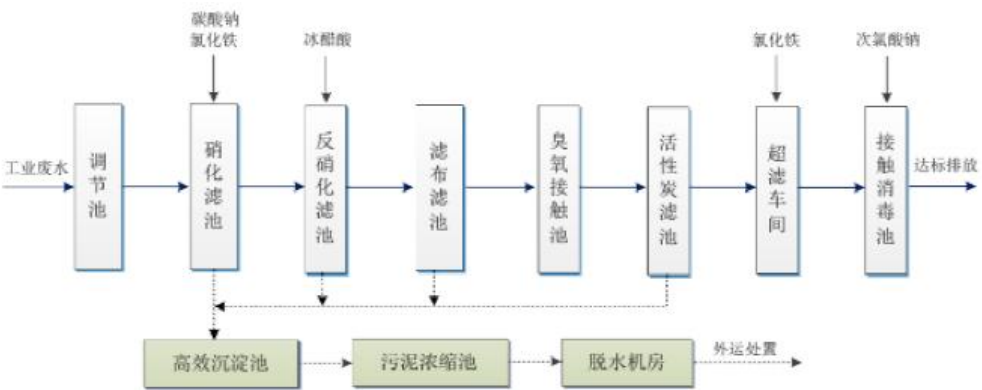 碳酸钠
氯化铁
冰醋酸
氯化铁
次氯酸钠
工业废水
调节池
硝化滤池
反硝化滤池
滤布滤池
臭氧接触池
活性炭滤池
超滤车间
接触消毒池
达标排放
高效沉淀池
污泥浓缩池
脱水机房
外运处置